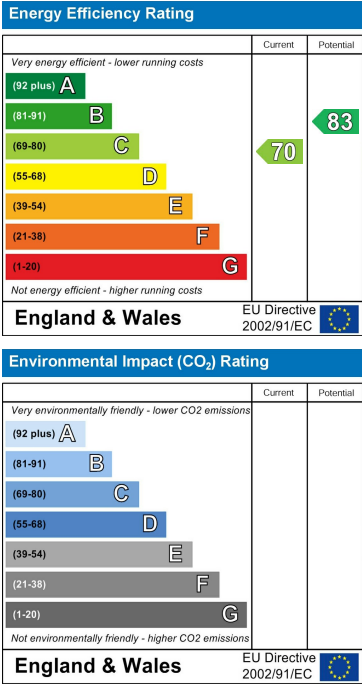 Energy Efficiency Rating
Current Potential
Very energy efficient - lower running costs
(92 plus) A
(81-91) B
83
(69-80) C
70
(55-68) D
(39-54) E
(21-38) F
(1-20) G
Not energy efficient - higher running costs
England & Wales
EU Directive
2002/91/EC
Environmental Impact (CO₂) Rating
Current Potential
Very environmentally friendly - lower CO2 emissions
(92 plus) A
(81-91) B
(69-80) C
(55-68) D
(39-54) E
(21-38) F
(1-20) G
Not environmentally friendly - higher CO2 emissions
England & Wales
EU Directive
2002/91/EC